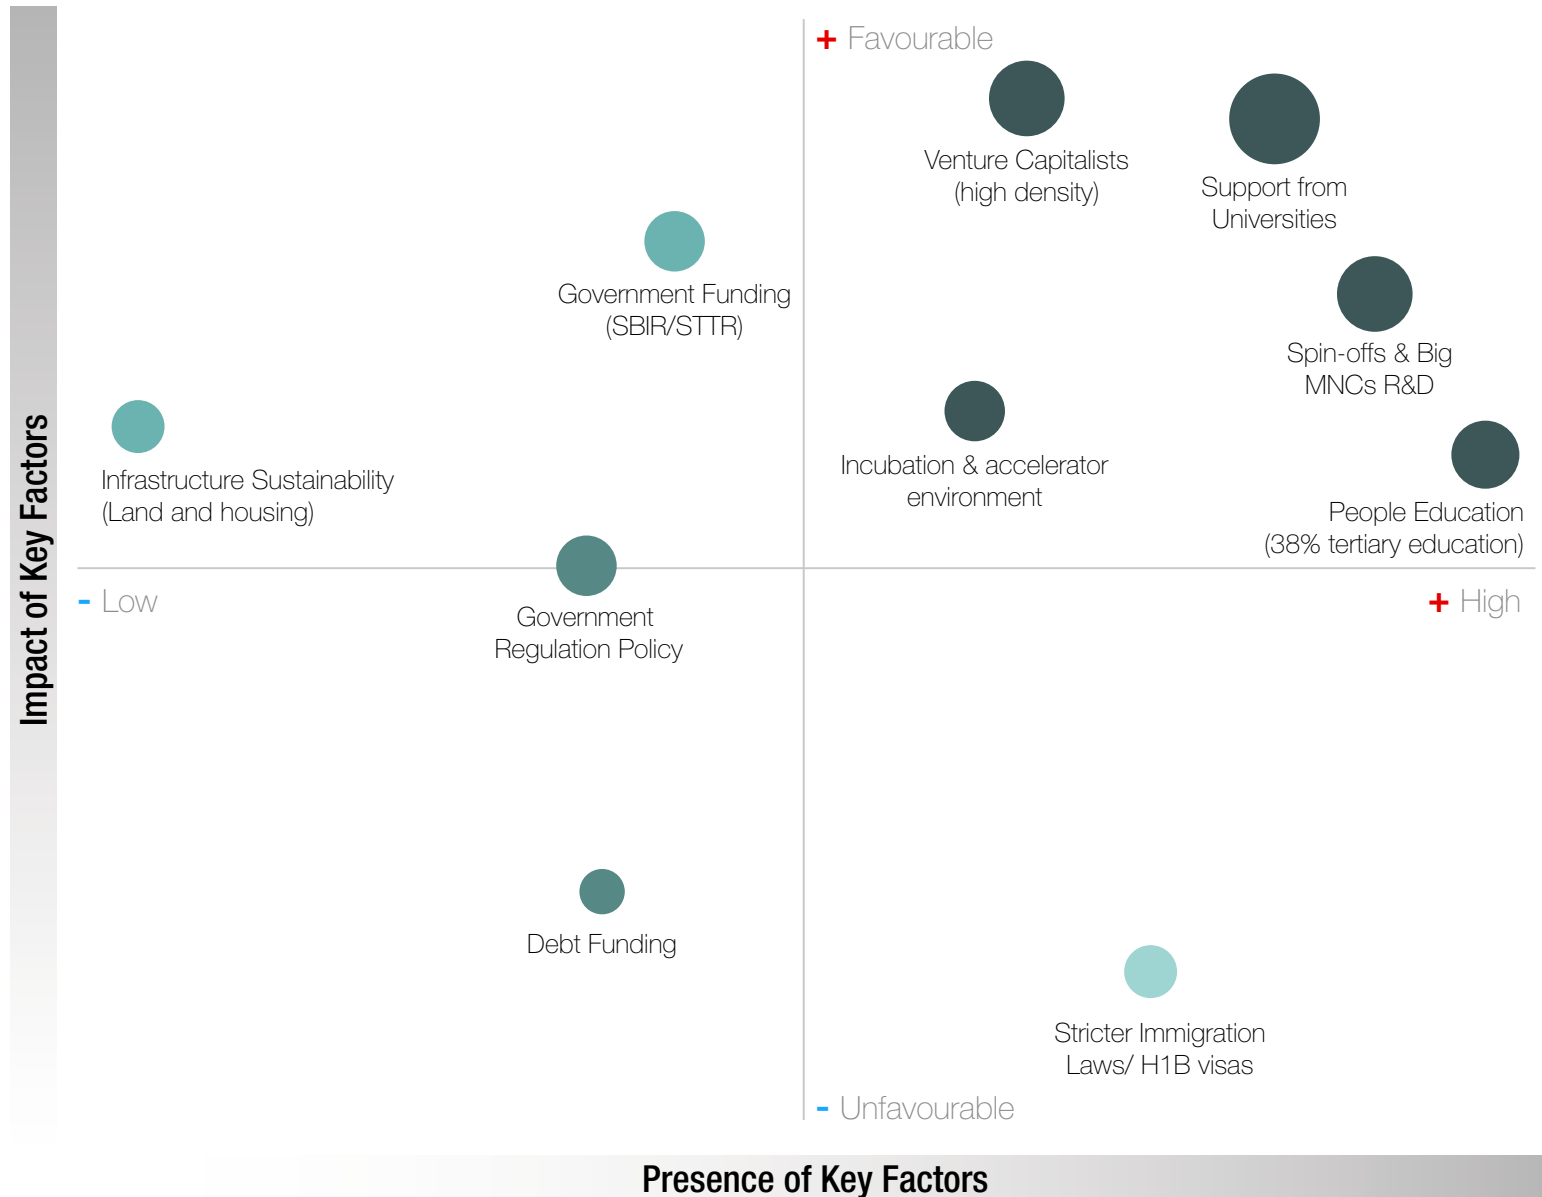 + Favourable
Venture Capitalists
(high density)
Support from
Universities
Government Funding
(SBIR/STTR)
Spin-offs & Big
MNCs R&D
Infrastructure Sustainability
(Land and housing)
Incubation & accelerator
environment
People Education
(38% tertiary education)
Impact of Key Factors
- Low
+ High
Government
Regulation Policy
Debt Funding
Stricter Immigration
Laws/ H1B visas
- Unfavourable
Presence of Key Factors